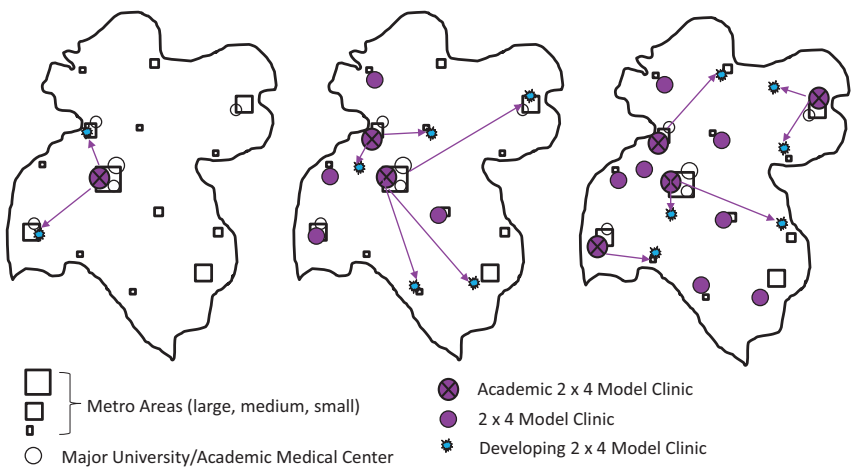 Metro Areas (large, medium, small)
Major University/Academic Medical Center
Academic 2 x 4 Model Clinic
2 x 4 Model Clinic
Developing 2 x 4 Model Clinic